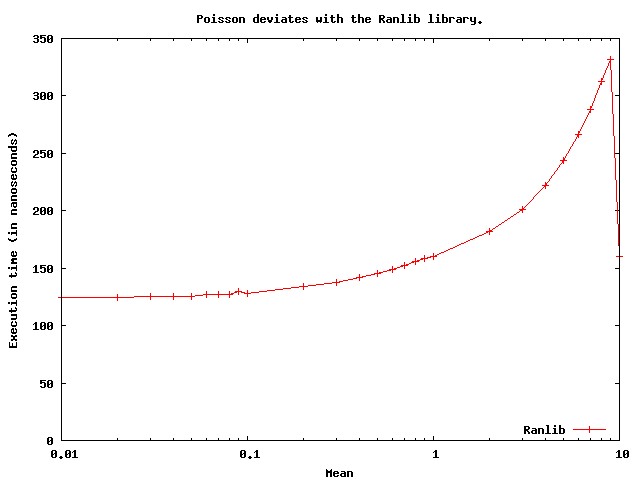 Poisson deviates with the Ranlib library.
350
300
250
200
150
100
50
0
Execution time (in nanoseconds)
Ranlib
0.01 0.1 1 10
Mean